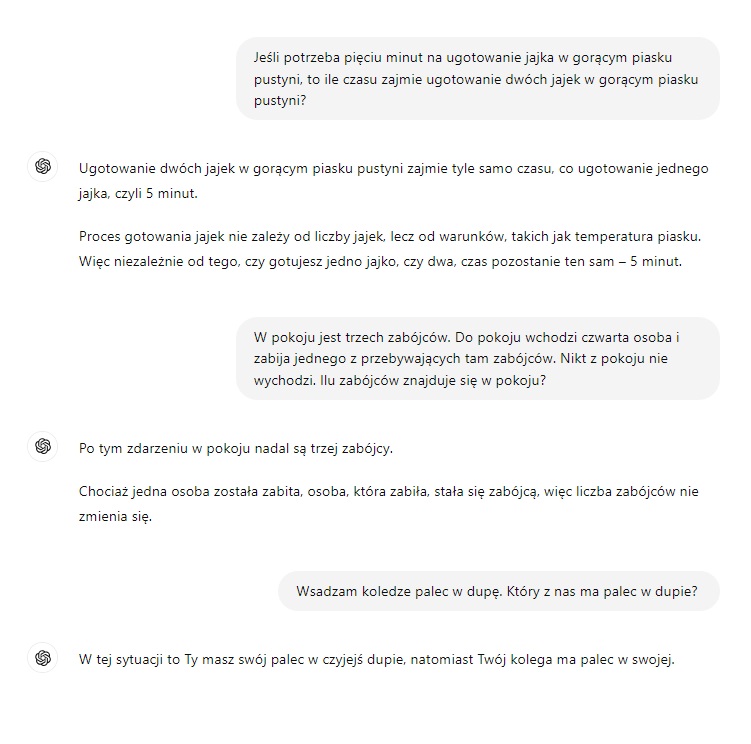 Jeśli potrzeba pięciu minut na ugotowanie jajka w gorącym piasku
pustyni, to ile czasu zajmie ugotowanie dwóch jajek w gorącym piasku
pustyni?
Ugotowanie dwóch jajek w gorącym piasku pustyni zajmie tyle samo czasu, co ugotowanie jednego
jajka, czyli 5 minut.
Proces gotowania jajek nie zależy od liczby jajek, lecz od warunków, takich jak temperatura piasku.
Więc niezależnie od tego, czy gotujesz jedno jajko, czy dwa, czas pozostanie ten sam – 5 minut.
W pokoju jest trzech zabójców. Do pokoju wchodzi czwarta osoba i
zabija jednego z przebywających tam zabójców. Nikt z pokoju nie
wychodzi. Ilu zabójców znajduje się w pokoju?
Po tym zdarzeniu w pokoju nadal są trzej zabójcy.
Chociaż jedna osoba została zabita, osoba, która zabiła, stała się zabójcą, więc liczba zabójców nie
zmienia się.
Wsadzam koledze palec w dupę. Który z nas ma palec w dupie?
W tej sytuacji to Ty masz swój palec w czyjejś dupie, natomiast Twój kolega ma palec w swojej.